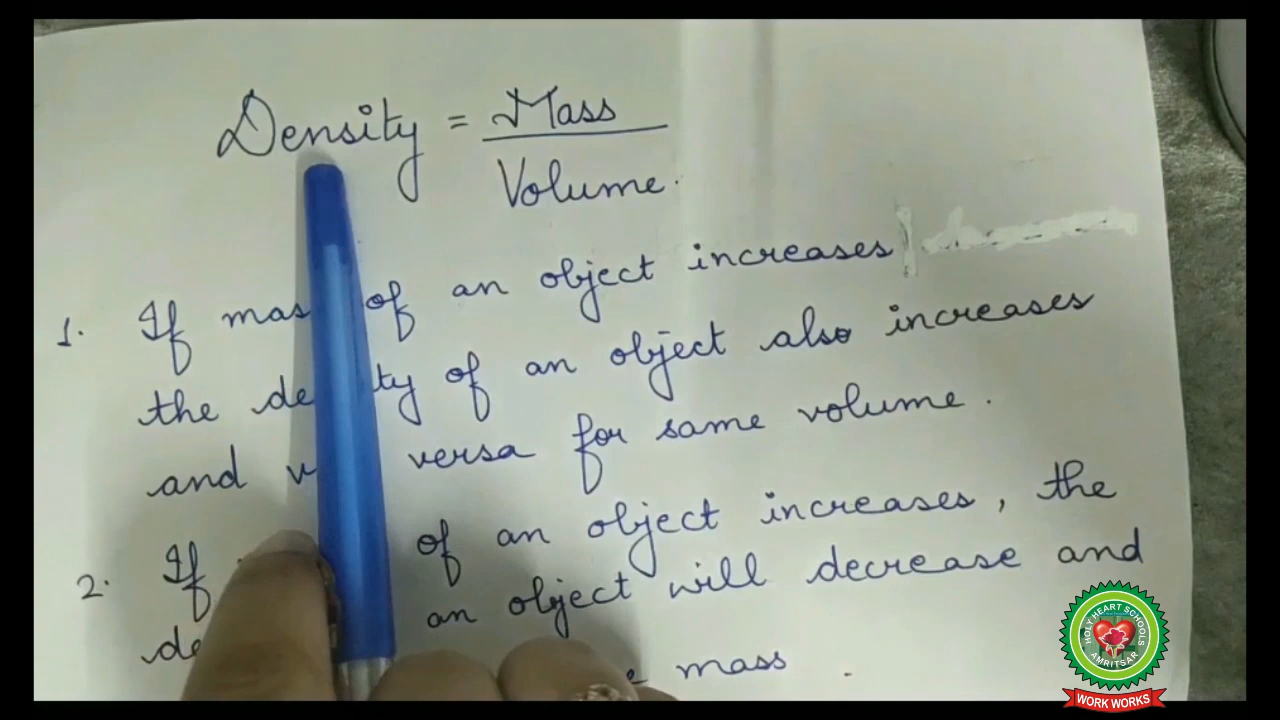 Density = Mass
Volume.
1. If mas of an object increases
the de ty of an object also increases
and v versa for same volume.
2. If of an object increases, the
de an object will decrease and
e mass .
HOLY HEART SCHOOLS
AMRITSAR
WORK WORKS